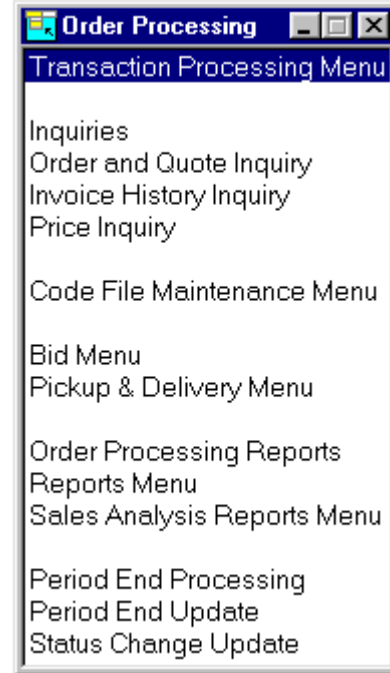 Order Processing
Transaction Processing Menu
Inquiries
Order and Quote Inquiry
Invoice History Inquiry
Price Inquiry
Code File Maintenance Menu
Bid Menu
Pickup & Delivery Menu
Order Processing Reports
Reports Menu
Sales Analysis Reports Menu
Period End Processing
Period End Update
Status Change Update